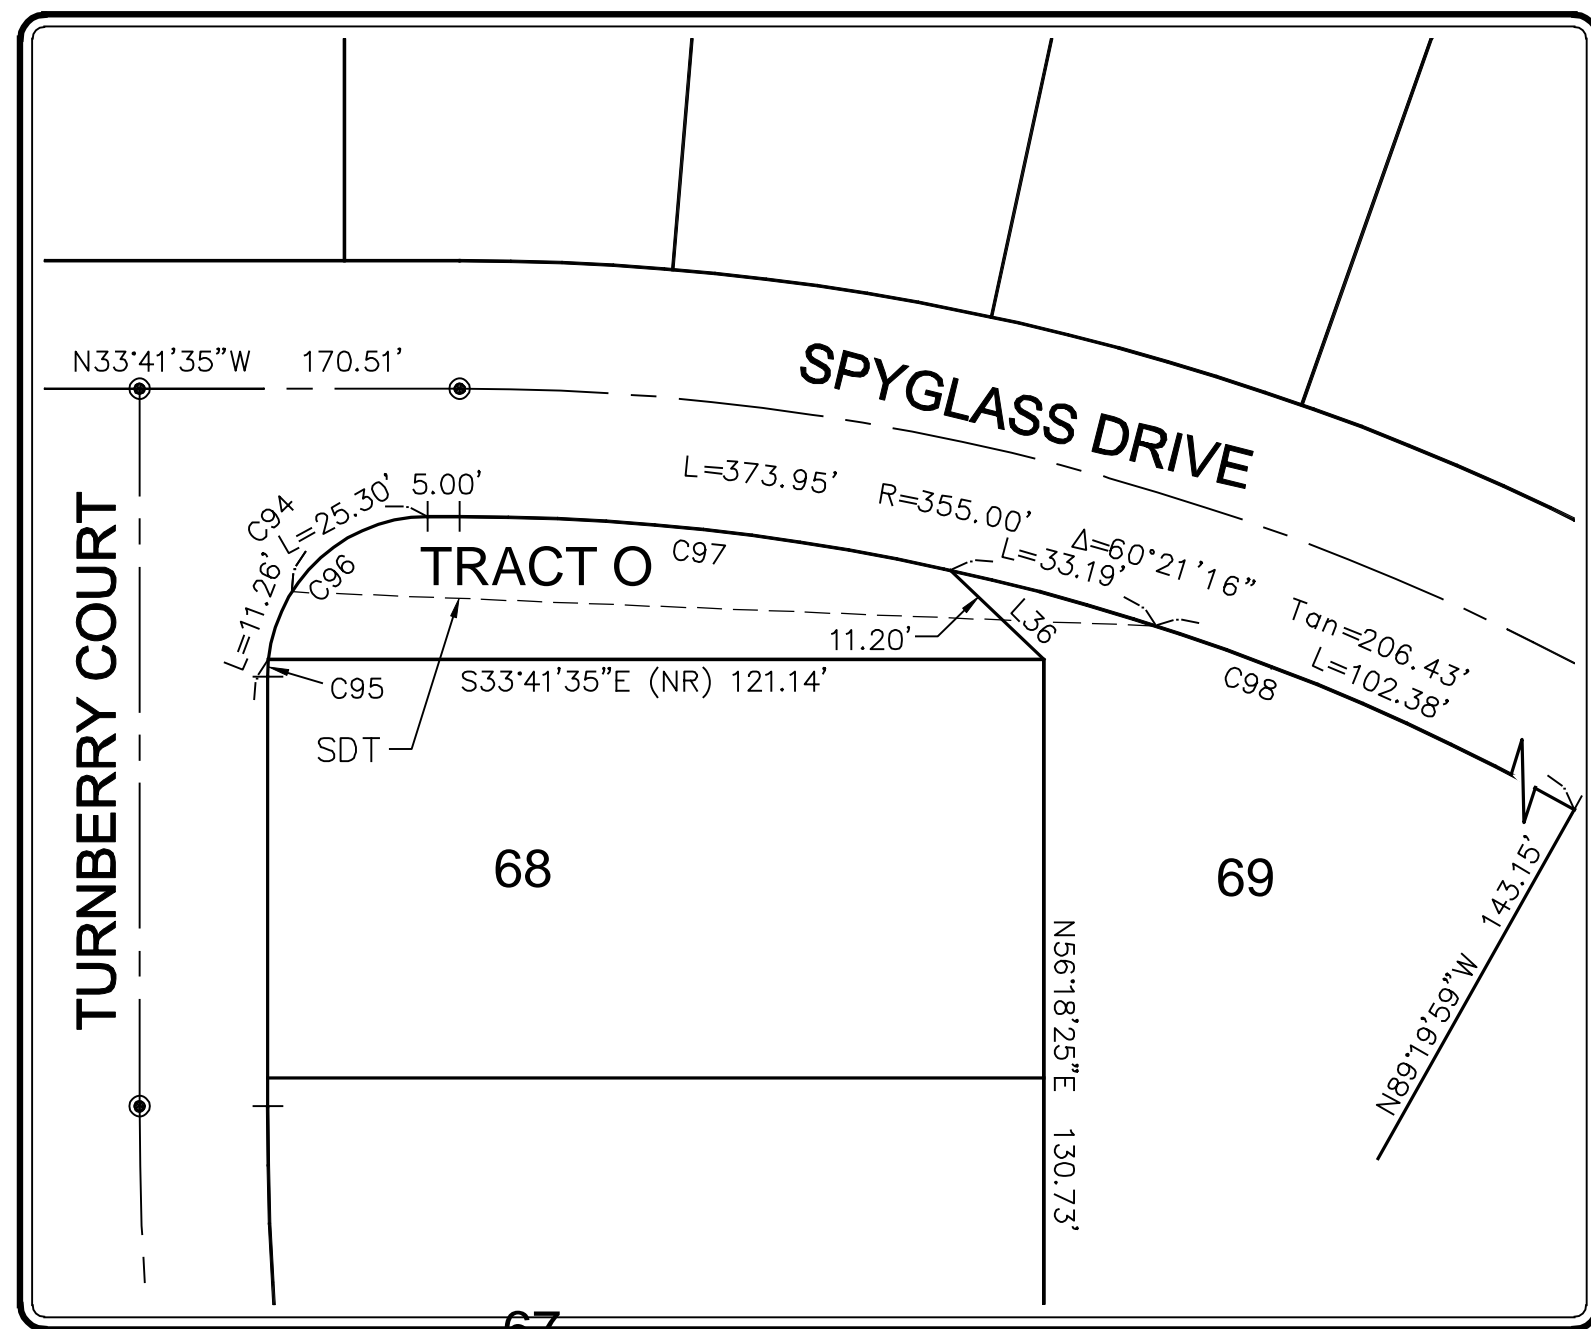 N33°41'35"W 170.51'
SPYGLASS DRIVE
L=373.95' R=355.00' Δ=60°21'16" Tan=206.43'
5.00'
C94
L=25.30'
L=11.26'
C96
TRACT O
C97
L=33.19'
L36
11.20'
C95
S33°41'35"E (NR) 121.14'
C98
L=102.38'
SDT
TURNBERRY COURT
68
69
N56°18'25"E 130.73'
N89°19'59"W 143.15'
67